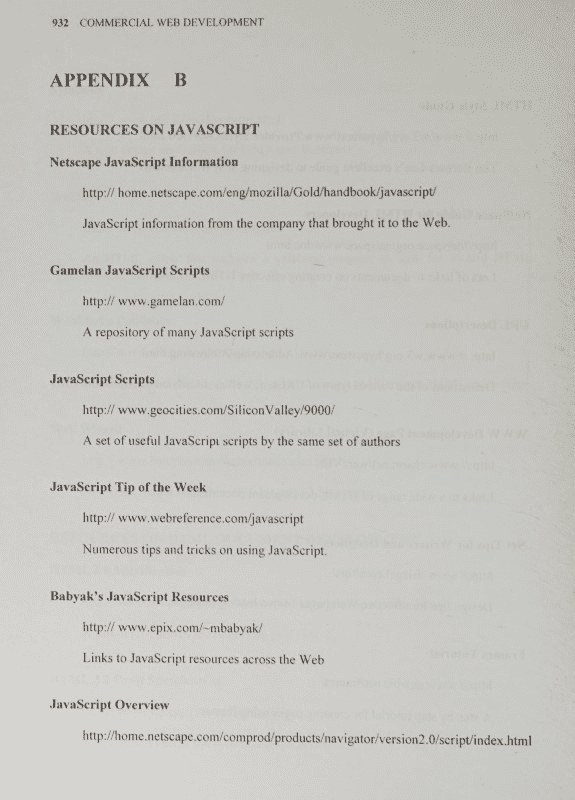 932 COMMERCIAL WEB DEVELOPMENT
APPENDIX B
RESOURCES ON JAVASCRIPT
Netscape JavaScript Information
http:// home.netscape.com/eng/mozilla/Gold/handbook/javascript/
JavaScript information from the company that brought it to the Web.
Gamelan JavaScript Scripts
http:// www.gamelan.com/
A repository of many JavaScript scripts
JavaScript Scripts
http:// www.geocities.com/SiliconValley/9000/
A set of useful JavaScript scripts by the same set of authors
JavaScript Tip of the Week
http:// www.webreference.com/javascript
Numerous tips and tricks on using JavaScript.
Babyak's JavaScript Resources
http:// www.epix.com/~mbabyak/
Links to JavaScript resources across the Web
JavaScript Overview
http://home.netscape.com/comprod/products/navigator/version2.0/script/index.html